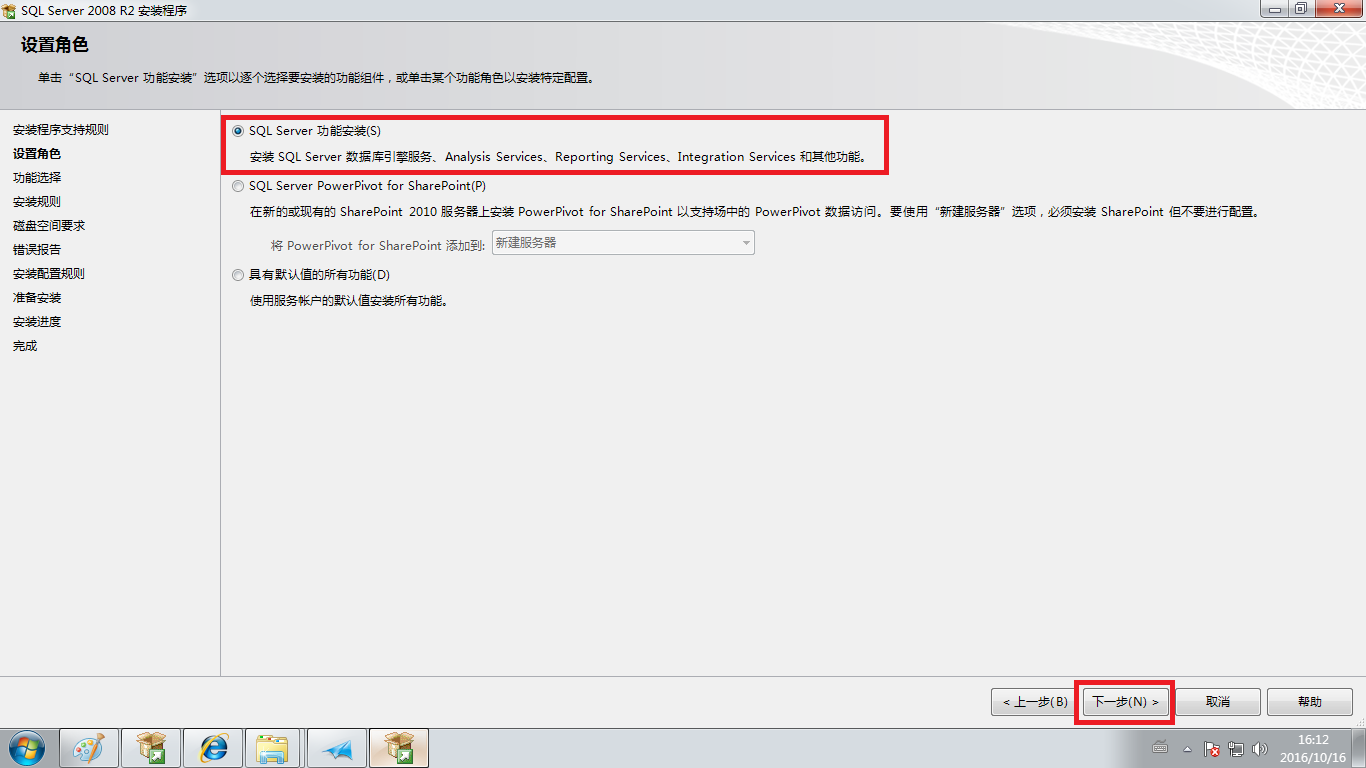 SQL Server 2008 R2 安装程序
设置角色
单击“SQL Server 功能安装”选项以逐个选择要安装的功能组件，或单击某个功能角色以安装特定配置。
安装程序支持规则
设置角色
功能选择
安装规则
磁盘空间要求
错误报告
安装配置规则
准备安装
安装进度
完成
SQL Server 功能安装(S)
安装 SQL Server 数据库引擎服务、Analysis Services、Reporting Services、Integration Services 和其他功能。
SQL Server PowerPivot for SharePoint(P)
在新的或现有的 SharePoint 2010 服务器上安装 PowerPivot for SharePoint 以支持场中的 PowerPivot 数据访问。要使用“新建服务器”选项，必须安装 SharePoint 但不要进行配置。
将 PowerPivot for SharePoint 添加到: 新建服务器
具有默认值的所有功能(D)
使用服务帐户的默认值安装所有功能。
< 上一步(B) 下一步(N) > 取消 帮助
16:12
2016/10/16